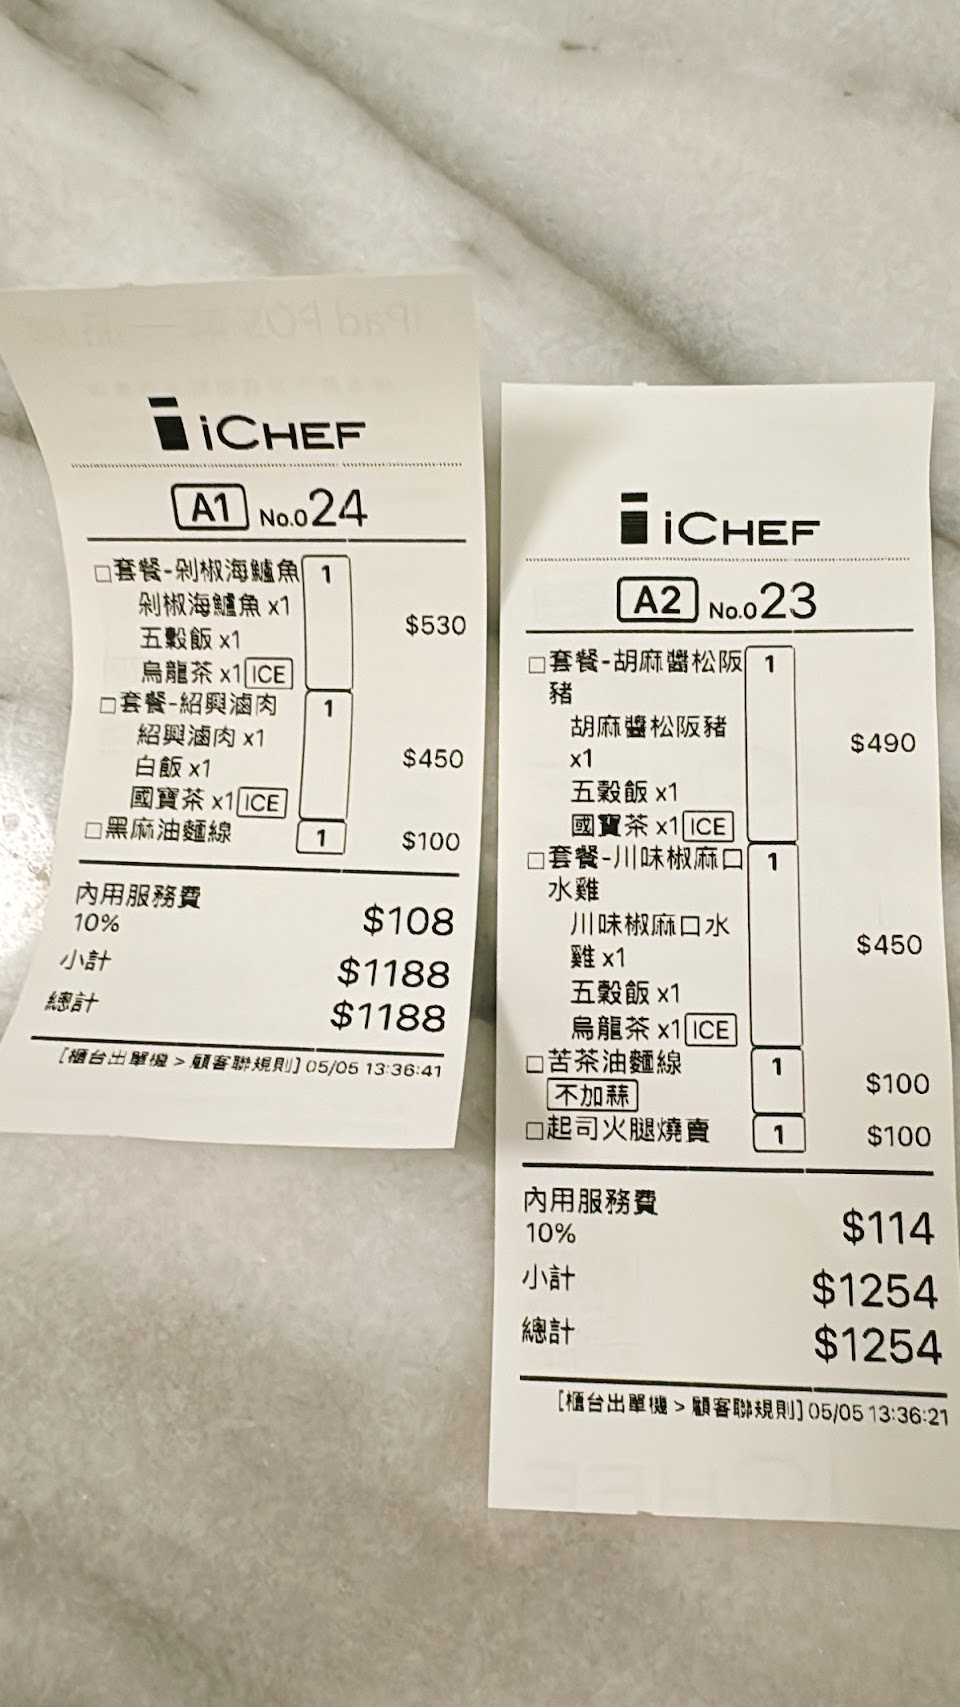 iCHEF
A1 No.024
□套餐-剁椒海鱸魚 1
剁椒海鱸魚 x1 $530
五穀飯 x1
烏龍茶 x1 ICE
□套餐-紹興滷肉 1
紹興滷肉 x1 $450
白飯 x1
國寶茶 x1 ICE
□黑麻油麵線 1 $100
內用服務費
10% $108
小計 $1188
總計 $1188
[櫃台出單機 > 顧客聯規則] 05/05 13:36:41
iCHEF
A2 No.023
□套餐-胡麻醬松阪 1
豬
胡麻醬松阪豬 $490
x1
五穀飯 x1
國寶茶 x1 ICE
□套餐-川味椒麻口 1
水雞
川味椒麻口水 $450
雞 x1
五穀飯 x1
烏龍茶 x1 ICE
□苦茶油麵線 1 $100
不加蒜
□起司火腿燒賣 1 $100
內用服務費
10% $114
小計 $1254
總計 $1254
[櫃台出單機 > 顧客聯規則] 05/05 13:36:21